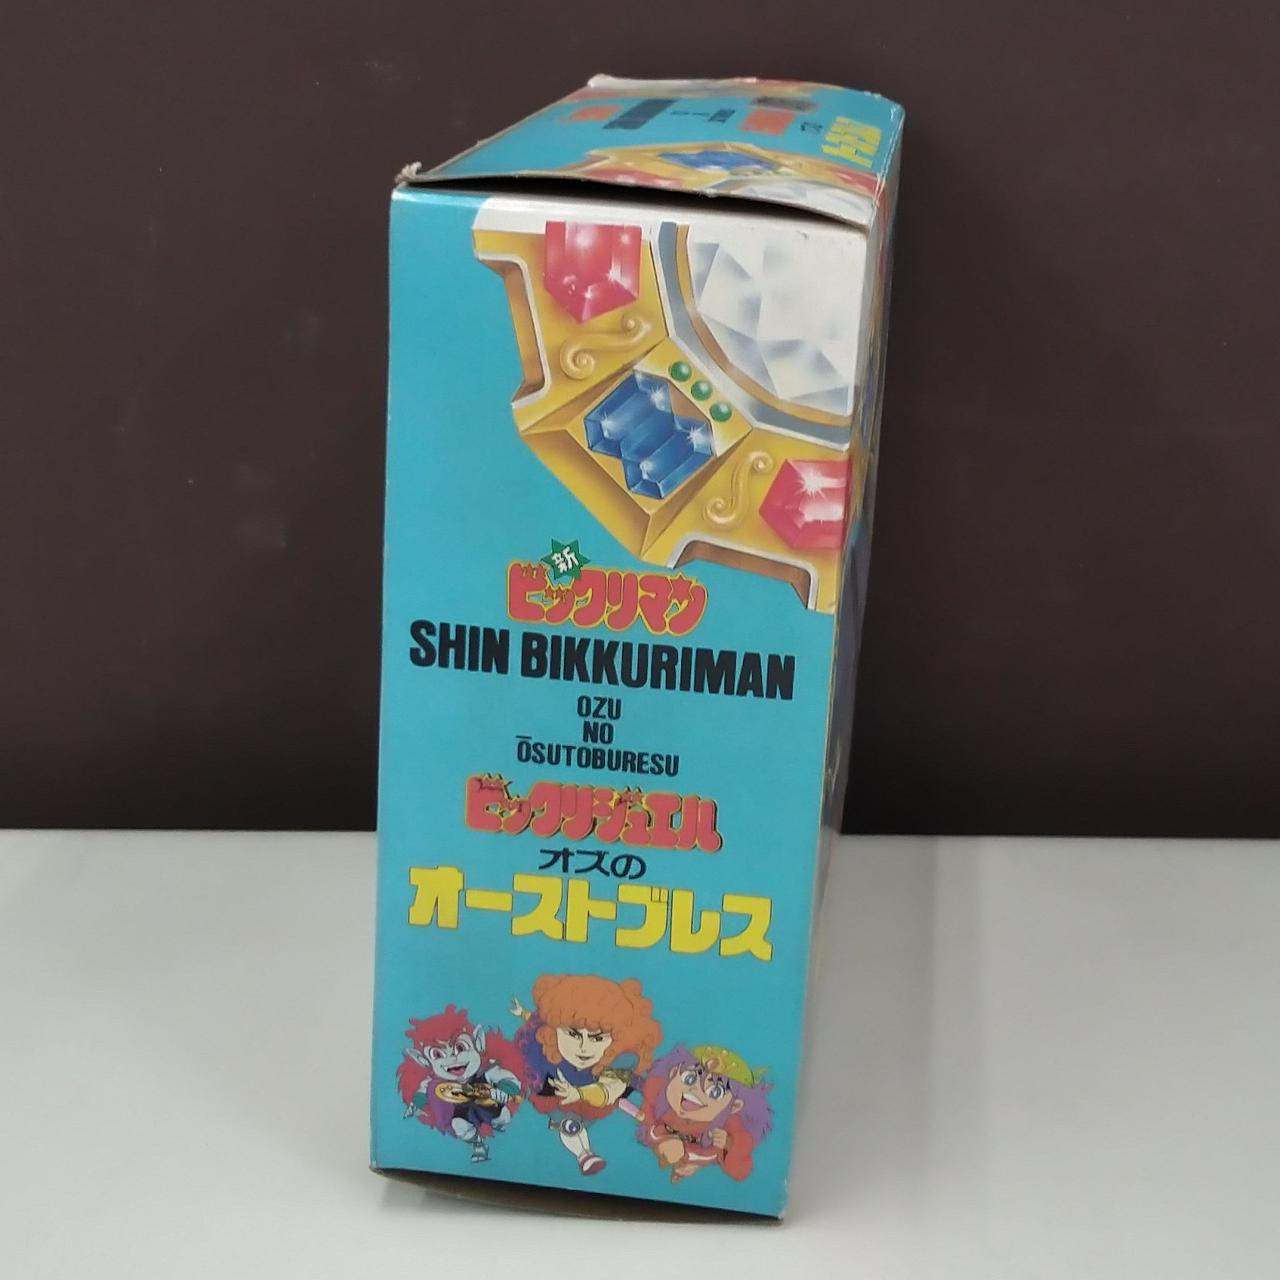 新
ビックリマン
SHIN BIKKURIMAN
OZU
NO
ŌSUTOBURESU
ビックリジュエル
オズの
オーストブレス